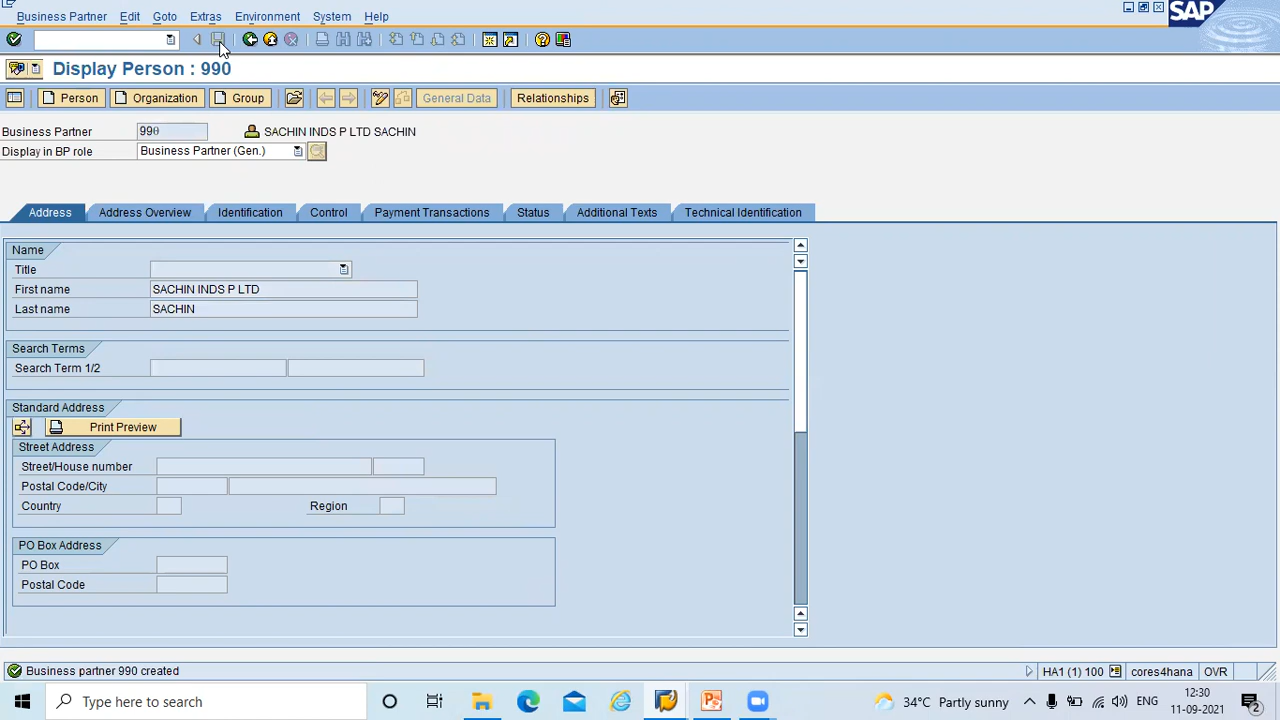 Business Partner Edit Goto Extras Environment System Help
SAP
Display Person : 990
Person Organization Group General Data Relationships
Business Partner 990 SACHIN INDS P LTD SACHIN
Display in BP role Business Partner (Gen.)
Address Address Overview Identification Control Payment Transactions Status Additional Texts Technical Identification
Name
Title
First name SACHIN INDS P LTD
Last name SACHIN
Search Terms
Search Term 1/2
Standard Address
Print Preview
Street Address
Street/House number
Postal Code/City
Country Region
PO Box Address
PO Box
Postal Code
Business partner 990 created HA1 (1) 100 cores4hana OVR
Type here to search 34°C Partly sunny ENG 12:30
11-09-2021 2